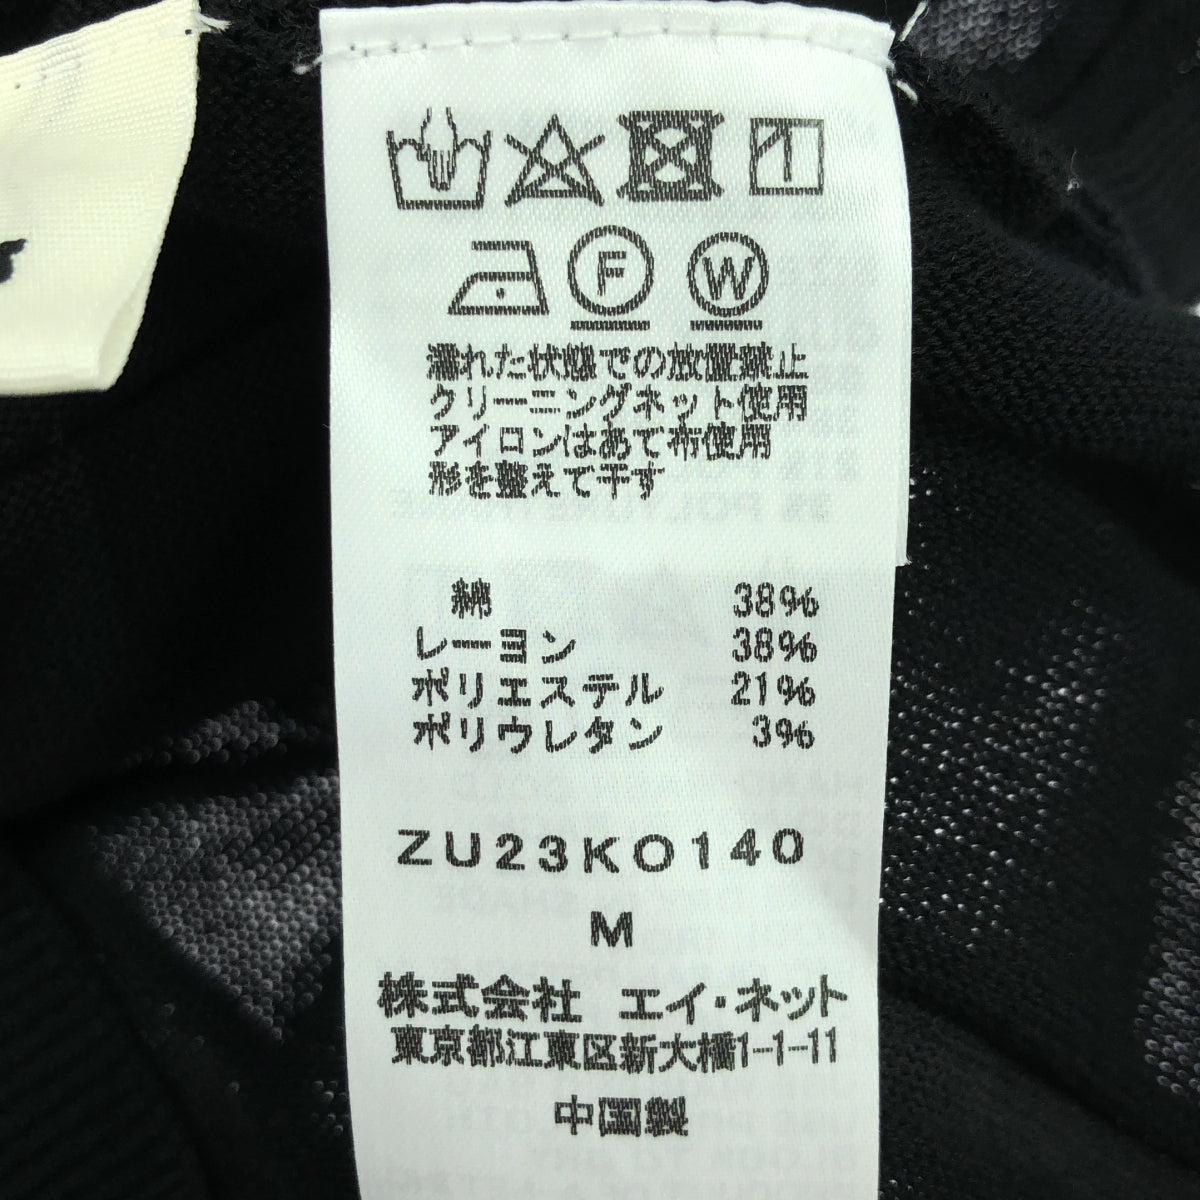 F W
濡れた状態での放置禁止
クリーニングネット使用
アイロンはあて布使用
形を整えて干す
綿 38%
レーヨン 38%
ポリエステル 21%
ポリウレタン 3%
ZU23KO140
M
株式会社 エイ・ネット
東京都江東区新大橋1-1-11
中国製